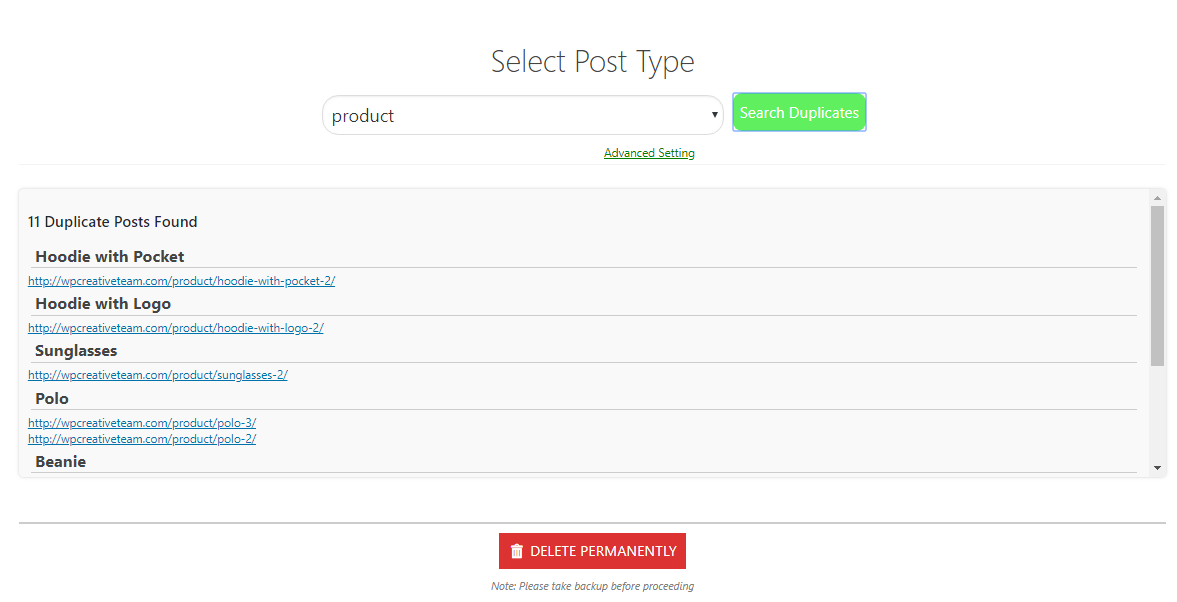 Select Post Type
product
Search Duplicates
Advanced Setting
11 Duplicate Posts Found
Hoodie with Pocket
http://wpcreativeteam.com/product/hoodie-with-pocket-2/
Hoodie with Logo
http://wpcreativeteam.com/product/hoodie-with-logo-2/
Sunglasses
http://wpcreativeteam.com/product/sunglasses-2/
Polo
http://wpcreativeteam.com/product/polo-3/
http://wpcreativeteam.com/product/polo-2/
Beanie
DELETE PERMANENTLY
Note: Please take backup before proceeding